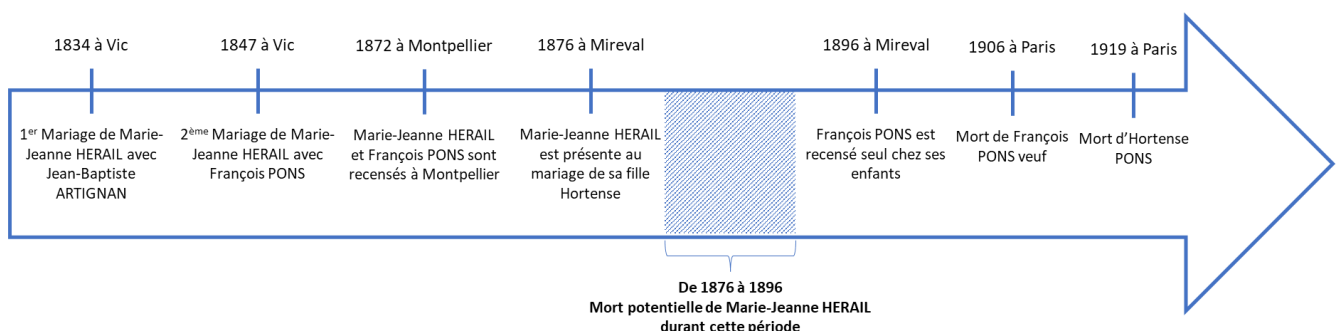 1834 à Vic
1er Mariage de Marie-
Jeanne HERAIL avec
Jean-Baptiste
ARTIGNAN
1847 à Vic
2ème Mariage de Marie-
Jeanne HERAIL avec
François PONS
1872 à Montpellier
Marie-Jeanne HERAIL
et François PONS sont
recensés à Montpellier
1876 à Mireval
Marie-Jeanne HERAIL
est présente au
mariage de sa fille
Hortense
De 1876 à 1896
Mort potentielle de Marie-Jeanne HERAIL
durant cette période
1896 à Mireval
François PONS est
recensé seul chez ses
enfants
1906 à Paris
Mort de François
PONS veuf
1919 à Paris
Mort d’Hortense
PONS